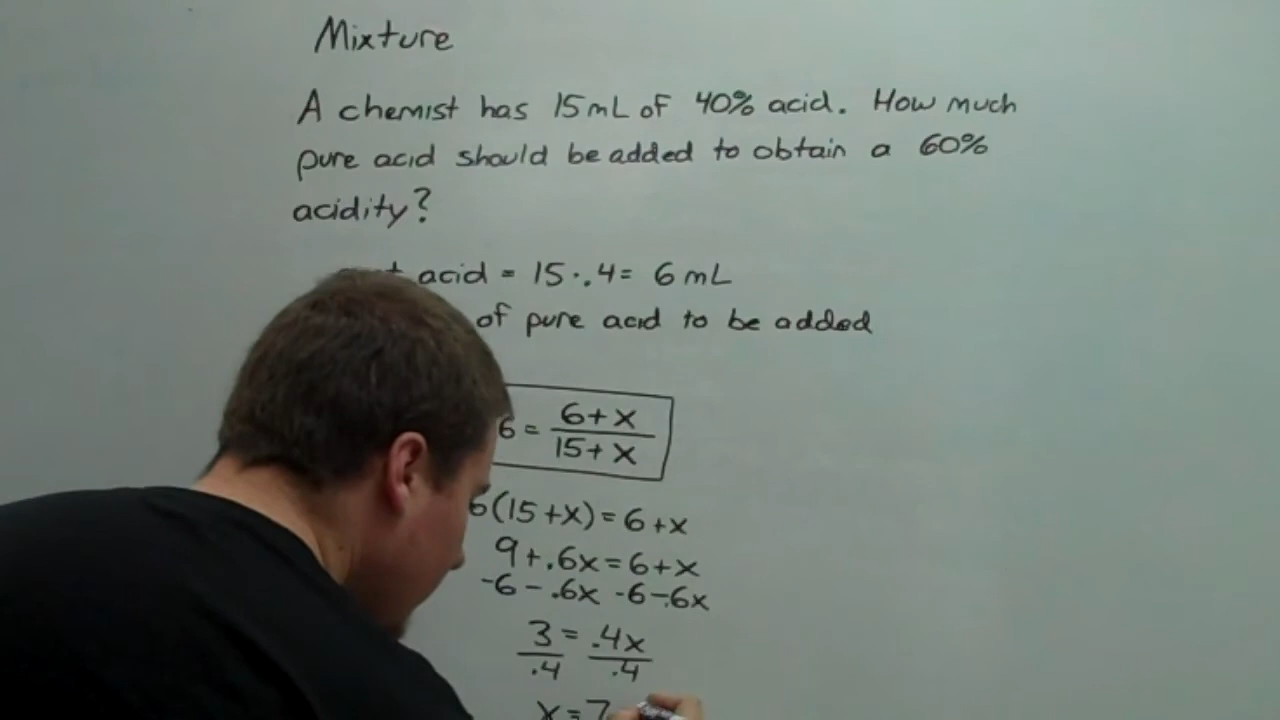 Mixture
A chemist has 15mL of 40% acid. How much
pure acid should be added to obtain a 60%
acidity?
acid = 15 · .4 = 6 mL
of pure acid to be added
6 = 6+x
15+x
6(15+x)=6+x
9+.6x=6+x
-6-.6x -6-.6x
3 = .4x
.4 .4
x=7